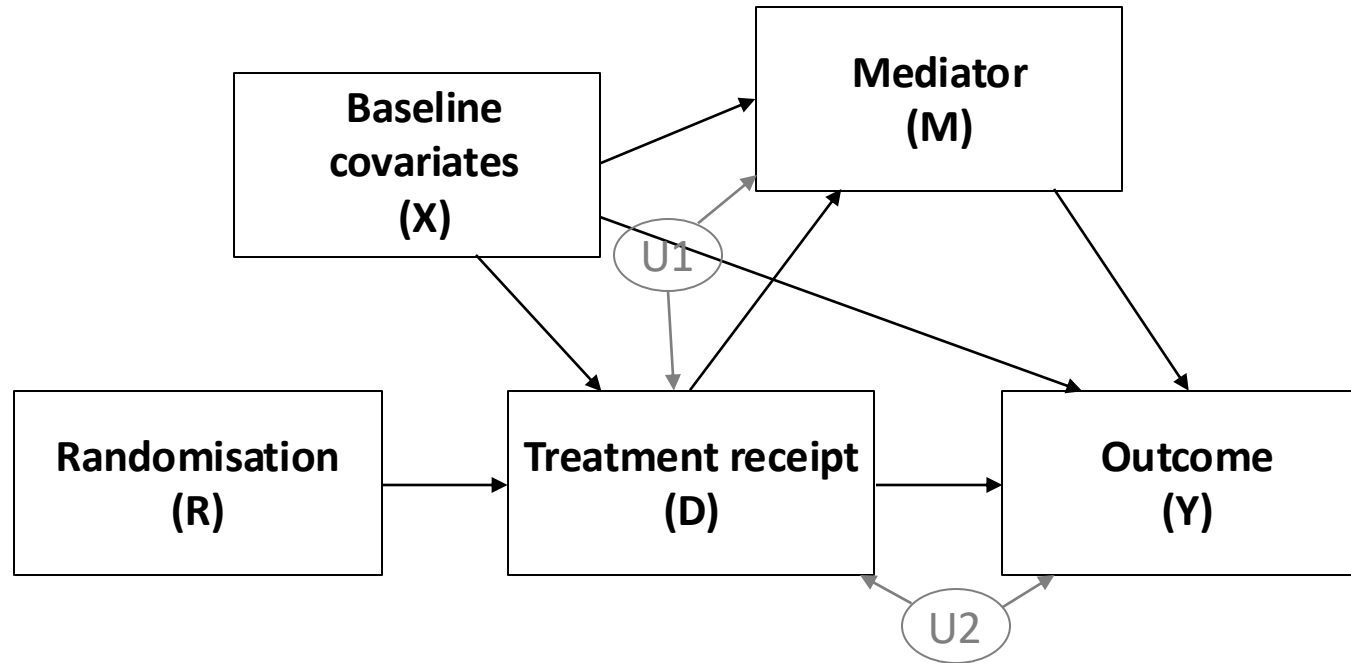 Mediator
(M)
Baseline
covariates
(X)
U1
Randomisation
(R)
Treatment receipt
(D)
Outcome
(Y)
U2